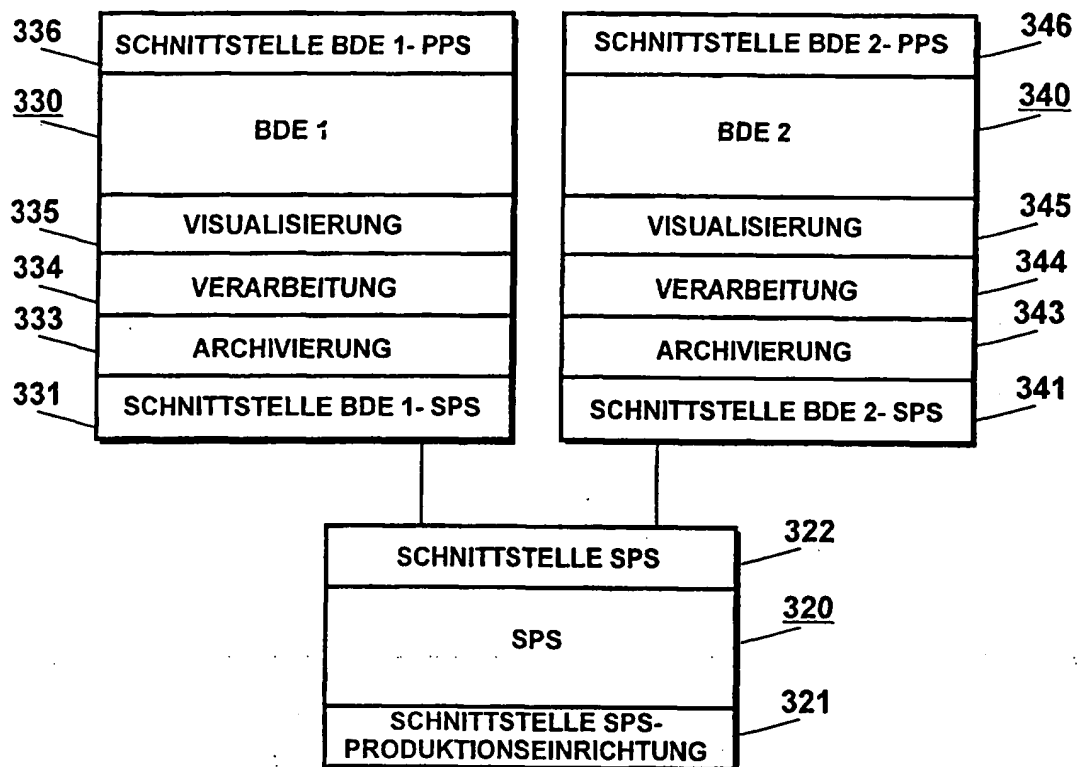 336
SCHNITTSTELLE BDE 1- PPS
330
BDE 1
335
VISUALISIERUNG
334
VERARBEITUNG
333
ARCHIVIERUNG
331
SCHNITTSTELLE BDE 1- SPS
SCHNITTSTELLE BDE 2- PPS
346
BDE 2
340
VISUALISIERUNG
345
VERARBEITUNG
344
ARCHIVIERUNG
343
SCHNITTSTELLE BDE 2- SPS
341
SCHNITTSTELLE SPS
322
SPS
320
SCHNITTSTELLE SPS-
PRODUKTIONSEINRICHTUNG
321